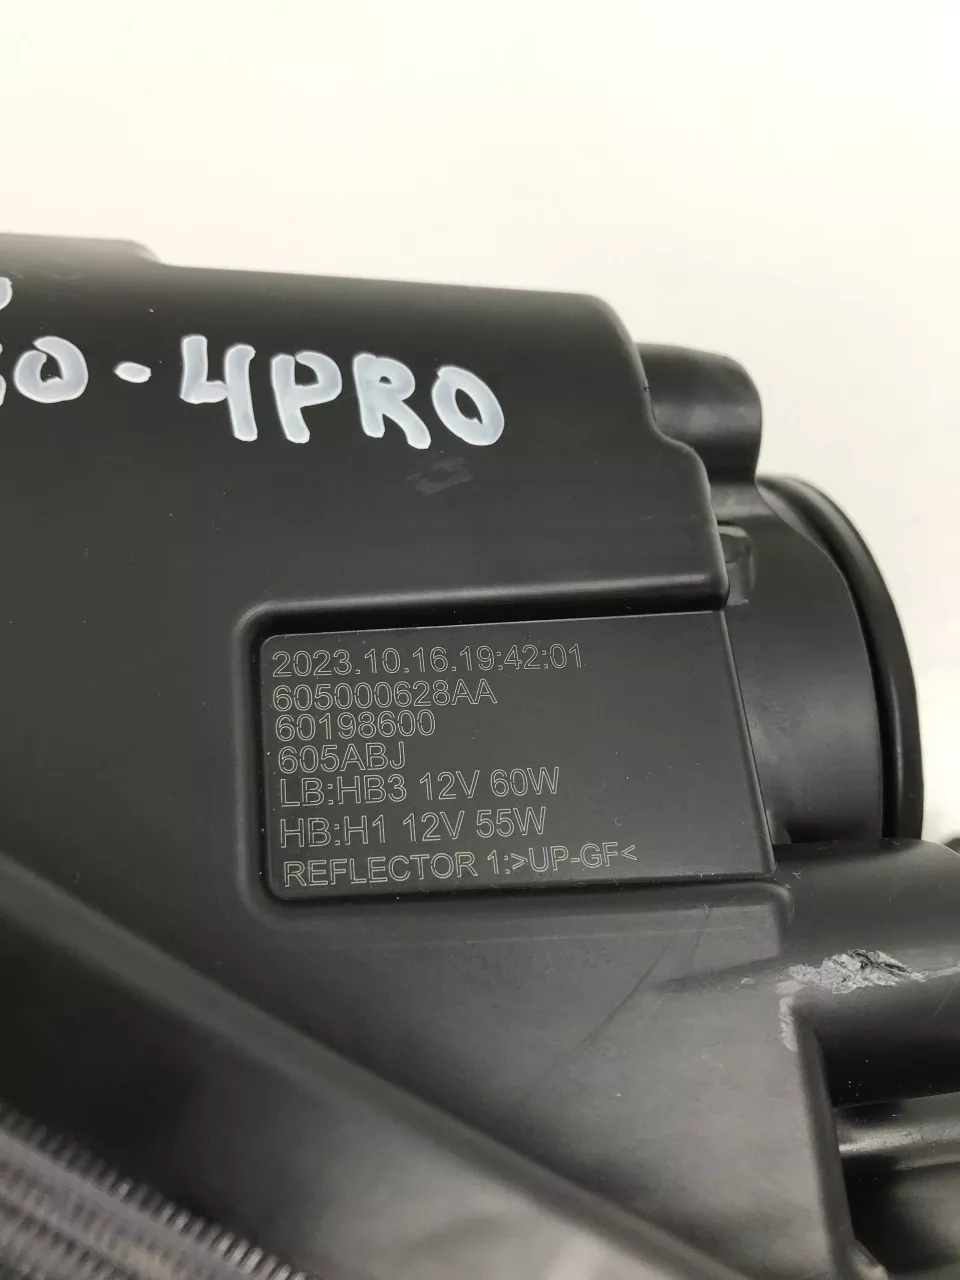 0-4PRO
2023.10.16.19:42:01
605000628AA
60198600
605ABJ
LB:HB3 12V 60W
HB:H1 12V 55W
REFLECTOR 1.>UP-GF<